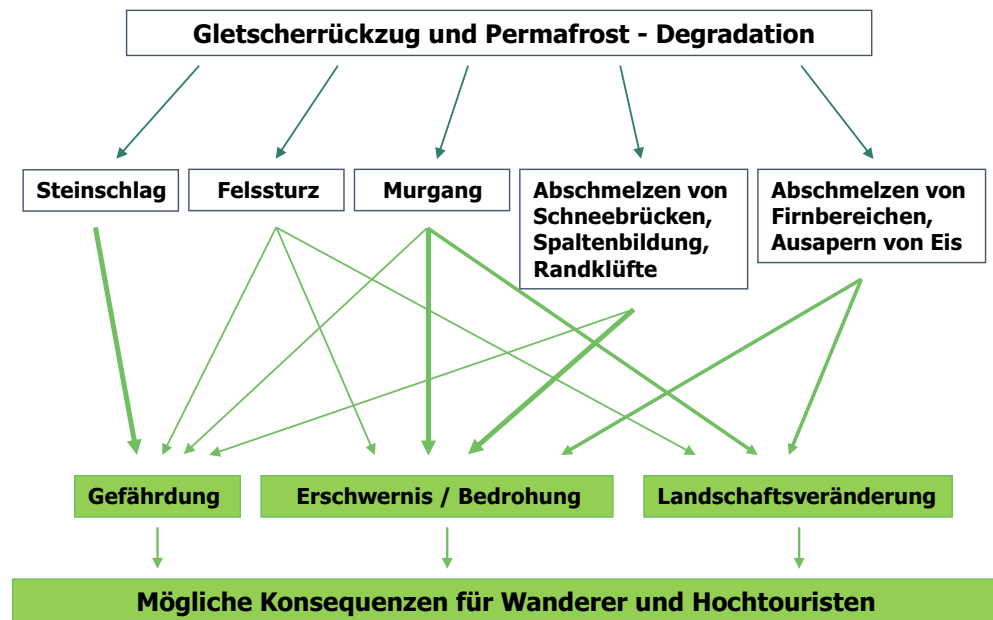 Gletscherrückzug und Permafrost - Degradation
Steinschlag
Felssturz
Murgang
Abschmelzen von
Schneebrücken,
Spaltenbildung,
Randklüfte
Abschmelzen von
Firnbereichen,
Ausapern von Eis
Gefährdung
Erschwernis / Bedrohung
Landschaftsveränderung
Mögliche Konsequenzen für Wanderer und Hochtouristen